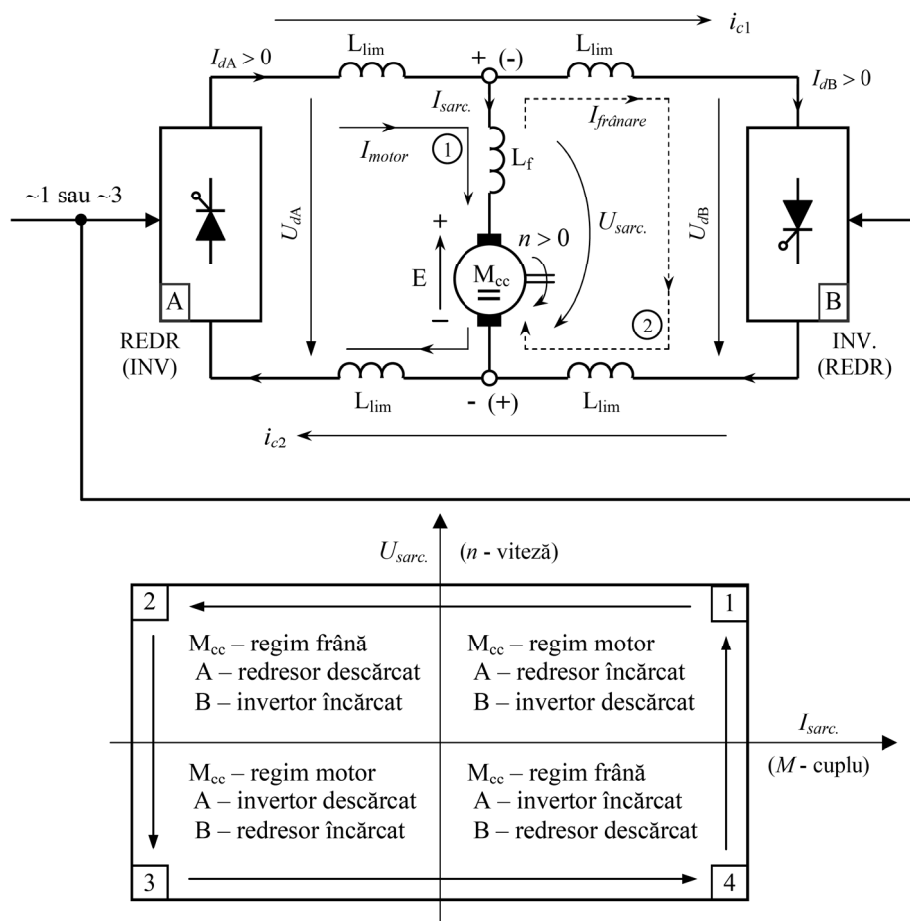 i_c1
L_lim
L_lim
I_dA > 0
+ (-)
I_dB > 0
I_sarc.
I_frânare
I_motor
1
L_f
~1 sau ~3
U_dA
U_sarc.
U_dB
n > 0
+
E
M_cc
=
−
A
B
2
REDR
(INV)
INV.
(REDR)
L_lim
- (+)
L_lim
i_c2
U_sarc.
(n - viteză)
2
1
M_cc – regim frână
A – redresor descărcat
B – invertor încărcat
M_cc – regim motor
A – redresor încărcat
B – invertor descărcat
I_sarc.
(M - cuplu)
M_cc – regim motor
A – invertor descărcat
B – redresor încărcat
M_cc – regim frână
A – invertor încărcat
B – redresor descărcat
3
4